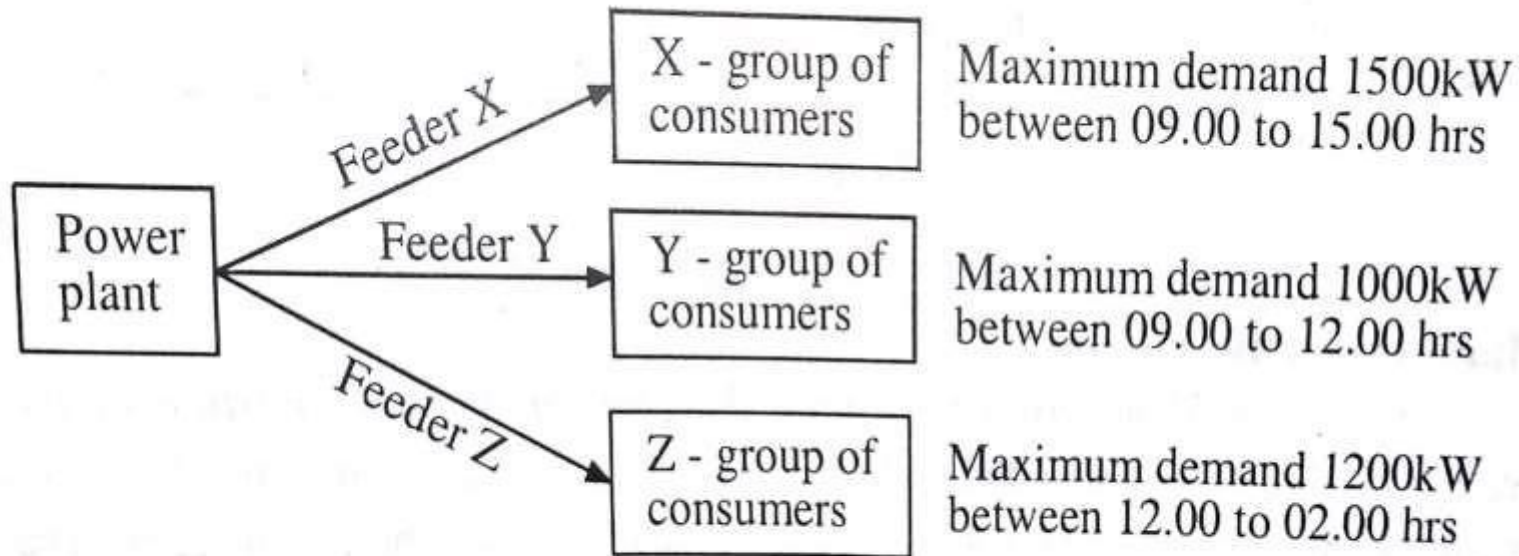 X - group of
consumers
Maximum demand 1500kW
between 09.00 to 15.00 hrs
Feeder X
Power
plant
Feeder Y
Y - group of
consumers
Maximum demand 1000kW
between 09.00 to 12.00 hrs
Feeder Z
Z - group of
consumers
Maximum demand 1200kW
between 12.00 to 02.00 hrs